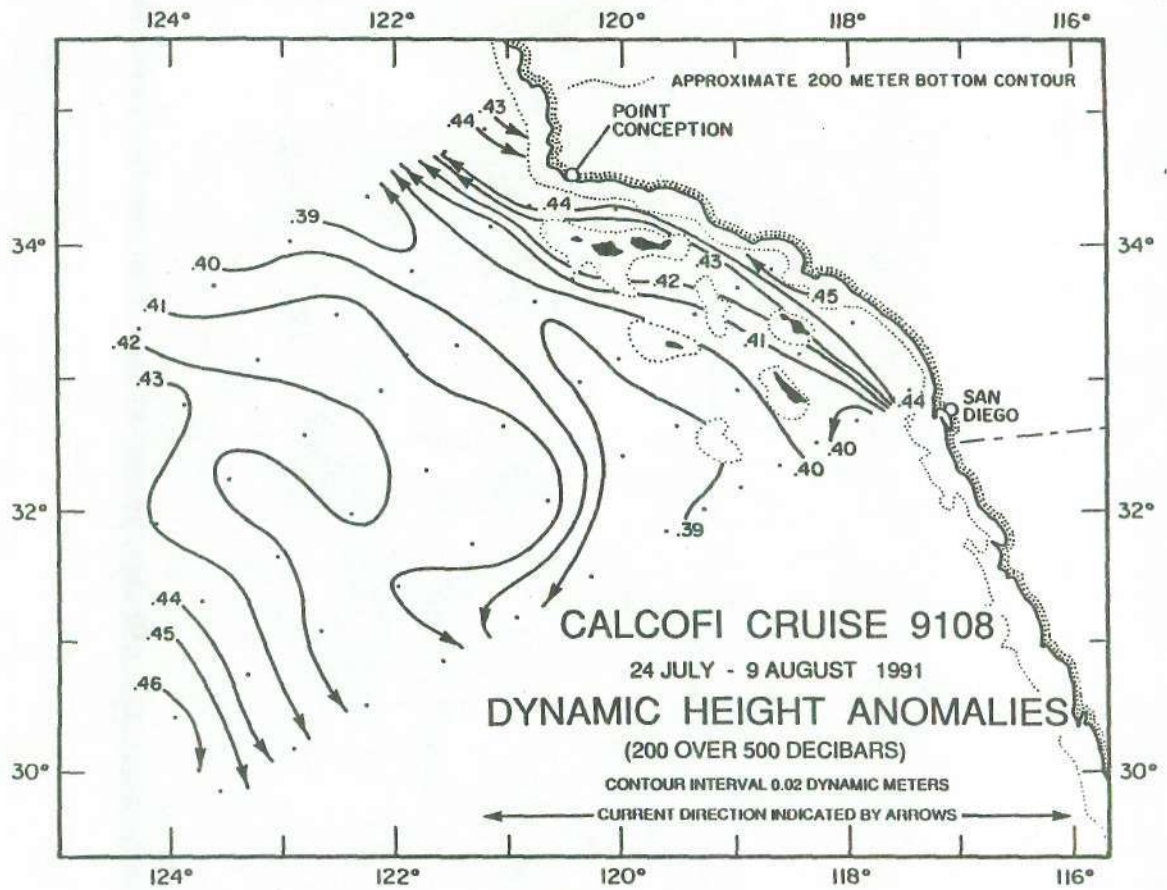 124° 122° 120° 118° 116°
APPROXIMATE 200 METER BOTTOM CONTOUR
.43
.44
POINT
CONCEPTION
.39
.44
34° 34°
.40
.43
.42
.45
.41
.41
.42
.43
.44
SAN
DIEGO
.40
.40
32° 32°
.39
.44
CALCOFI CRUISE 9108
.45
24 JULY - 9 AUGUST 1991
.46
DYNAMIC HEIGHT ANOMALIES
(200 OVER 500 DECIBARS)
30° 30°
CONTOUR INTERVAL 0.02 DYNAMIC METERS
CURRENT DIRECTION INDICATED BY ARROWS
124° 122° 120° 118° 116°